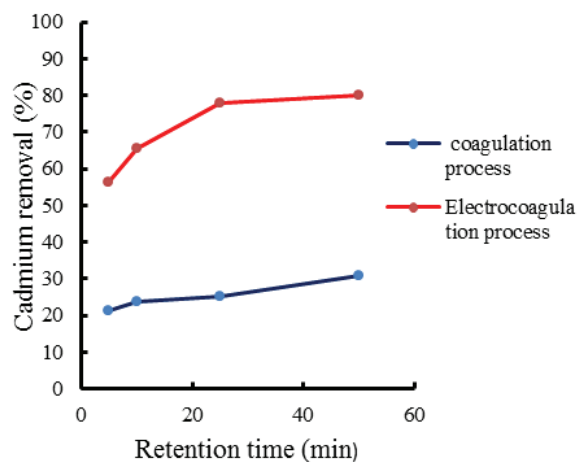 100
90
80
70
60
50
40
30
20
10
0
Cadmium removal (%)
0 20 40 60
Retention time (min)
coagulation
process
Electrocoagula
tion process